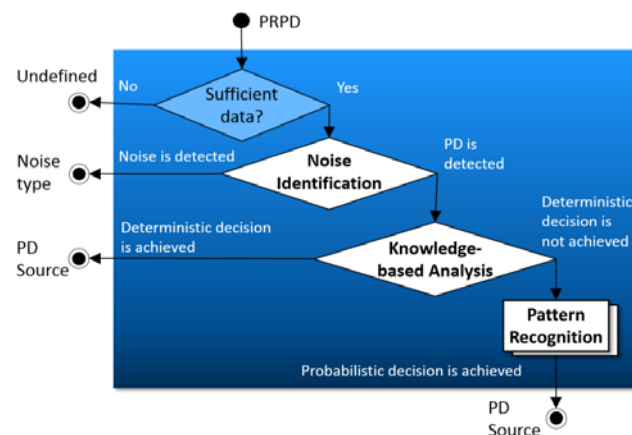 PRPD
Undefined
No
Sufficient
data?
Yes
Noise
type
Noise is detected
Noise
Identification
PD is
detected
Deterministic decision
is achieved
PD
Source
Knowledge-
based Analysis
Deterministic
decision is
not achieved
Pattern
Recognition
Probabilistic decision is achieved
PD
Source